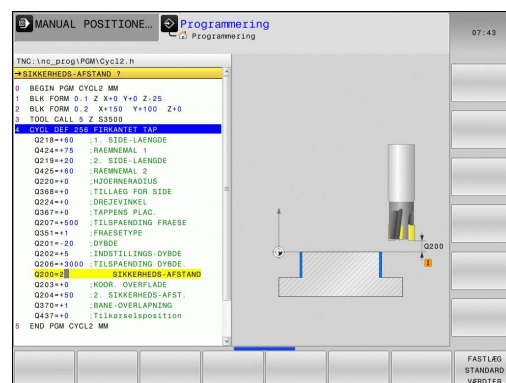 MANUAL POSITIONE...
Programmering
Programmering
07:43
TNC:\nc_prog\PGM\Cycl2.h
→SIKKERHEDS-AFSTAND ?
0 BEGIN PGM CYCL2 MM
1 BLK FORM 0.1 Z X+0 Y+0 Z-25
2 BLK FORM 0.2 X+150 Y+100 Z+0
3 TOOL CALL 5 Z S3500
4 CYCL DEF 256 FIRKANTET TAP
Q218=+60 ;1. SIDE-LAENGDE
Q424=+75 ;RAEMNEMAL 1
Q219=+20 ;2. SIDE-LAENGDE
Q425=+60 ;RAEMNEMAL 2
Q220=+0 ;HJOERNERADIUS
Q368=+0 ;TILLAEG FOR SIDE
Q224=+0 ;DREJEVINKEL
Q367=+0 ;TAPPENS PLAC.
Q207=+500 ;TILSPAENDING FRAESE
Q351=+1 ;FRAESETYPE
Q201=-20 ;DYBDE
Q202=+5 ;INDSTILLINGS-DYBDE
Q206=+3000 ;TILSPAENDING DYBDE.
Q200=2 SIKKERHEDS-AFSTAND
Q203=+0 ;KOOR. OVERFLADE
Q204=+50 ;2. SIKKERHEDS-AFST.
Q370=+1 ;BANE-OVERLAPNING
Q437=+0 ;Tilkørselsposition
5 END PGM CYCL2 MM
Q200
FASTLÆG
STANDARD
VÆRDIER